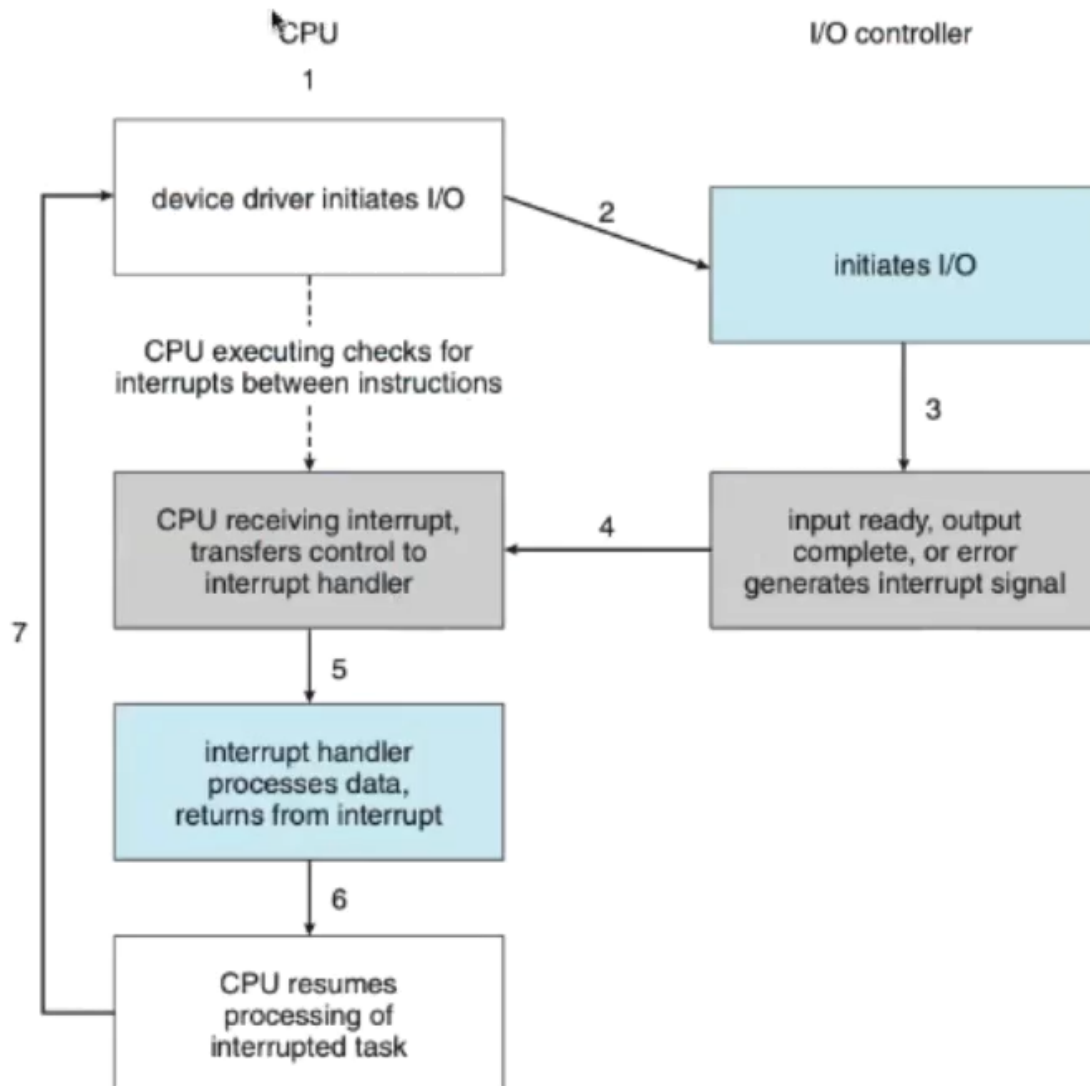 CPU
I/O controller
1
device driver initiates I/O
2
initiates I/O
CPU executing checks for
interrupts between instructions
3
CPU receiving interrupt,
transfers control to
interrupt handler
4
input ready, output
complete, or error
generates interrupt signal
7
5
interrupt handler
processes data,
returns from interrupt
6
CPU resumes
processing of
interrupted task